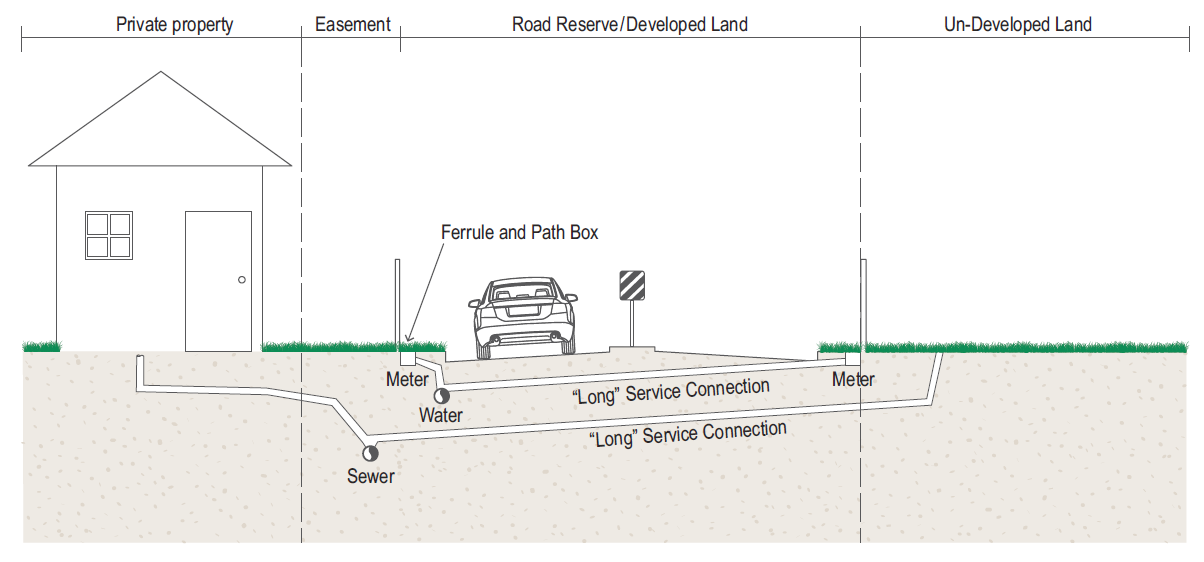 Private property
Easement
Road Reserve/Developed Land
Un-Developed Land
Ferrule and Path Box
Meter
Meter
“Long” Service Connection
Water
“Long” Service Connection
Sewer